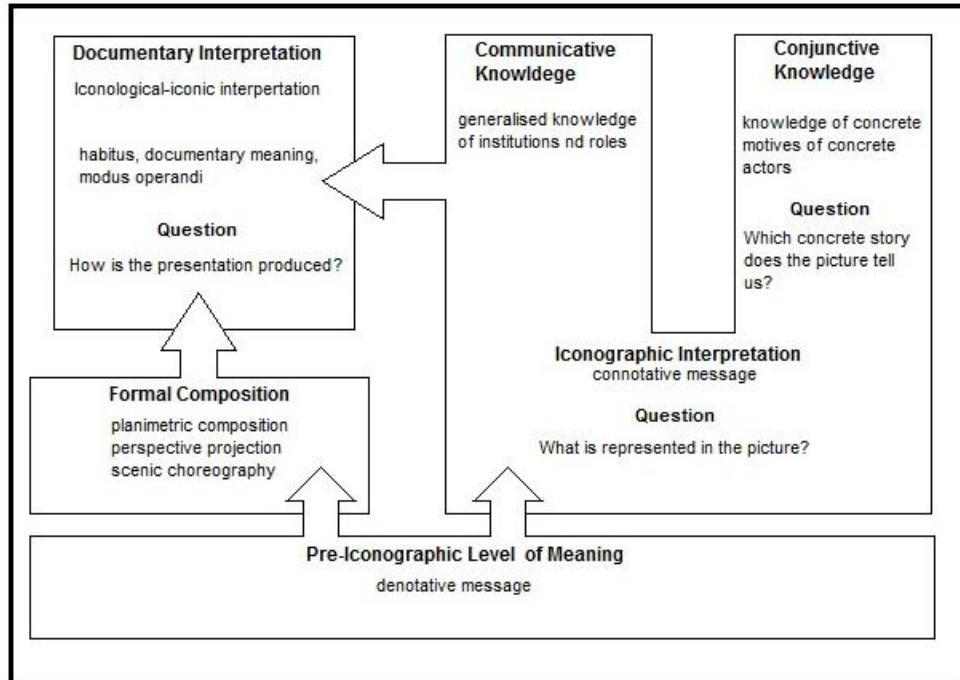 Documentary Interpretation
Iconological-iconic interpertation
habitus, documentary meaning,
modus operandi
Question
How is the presentation produced?
Communicative
Knowldege
generalised knowledge
of institutions nd roles
Conjunctive
Knowledge
knowledge of concrete
motives of concrete
actors
Question
Which concrete story
does the picture tell
us?
Iconographic Interpretation
connotative message
Question
What is represented in the picture?
Formal Composition
planimetric composition
perspective projection
scenic choreography
Pre-Iconographic Level of Meaning
denotative message